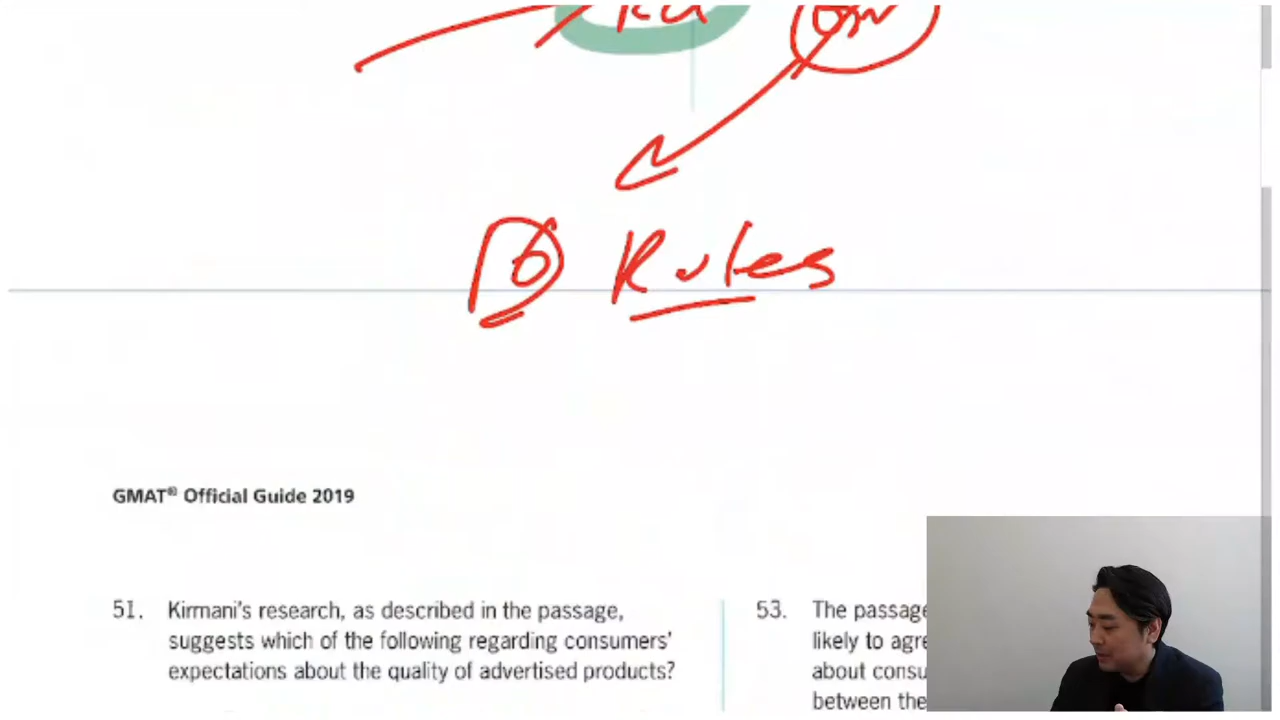 6 Rules
GMAT® Official Guide 2019
51. Kirmani's research, as described in the passage,
suggests which of the following regarding consumers'
expectations about the quality of advertised products?
53. The passage
likely to agre
about consu
between the